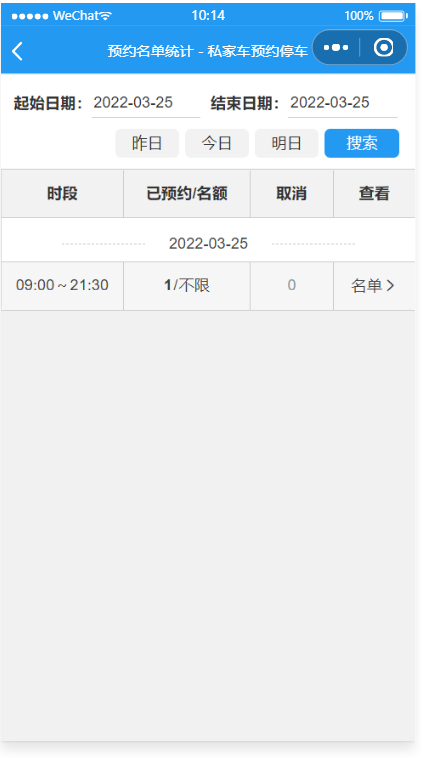 WeChat 10:14 100%
预约名单统计 - 私家车预约停车
起始日期： 2022-03-25 结束日期： 2022-03-25
昨日 今日 明日 搜索
时段 已预约/名额 取消 查看
2022-03-25
09:00～21:30 1/不限 0 名单